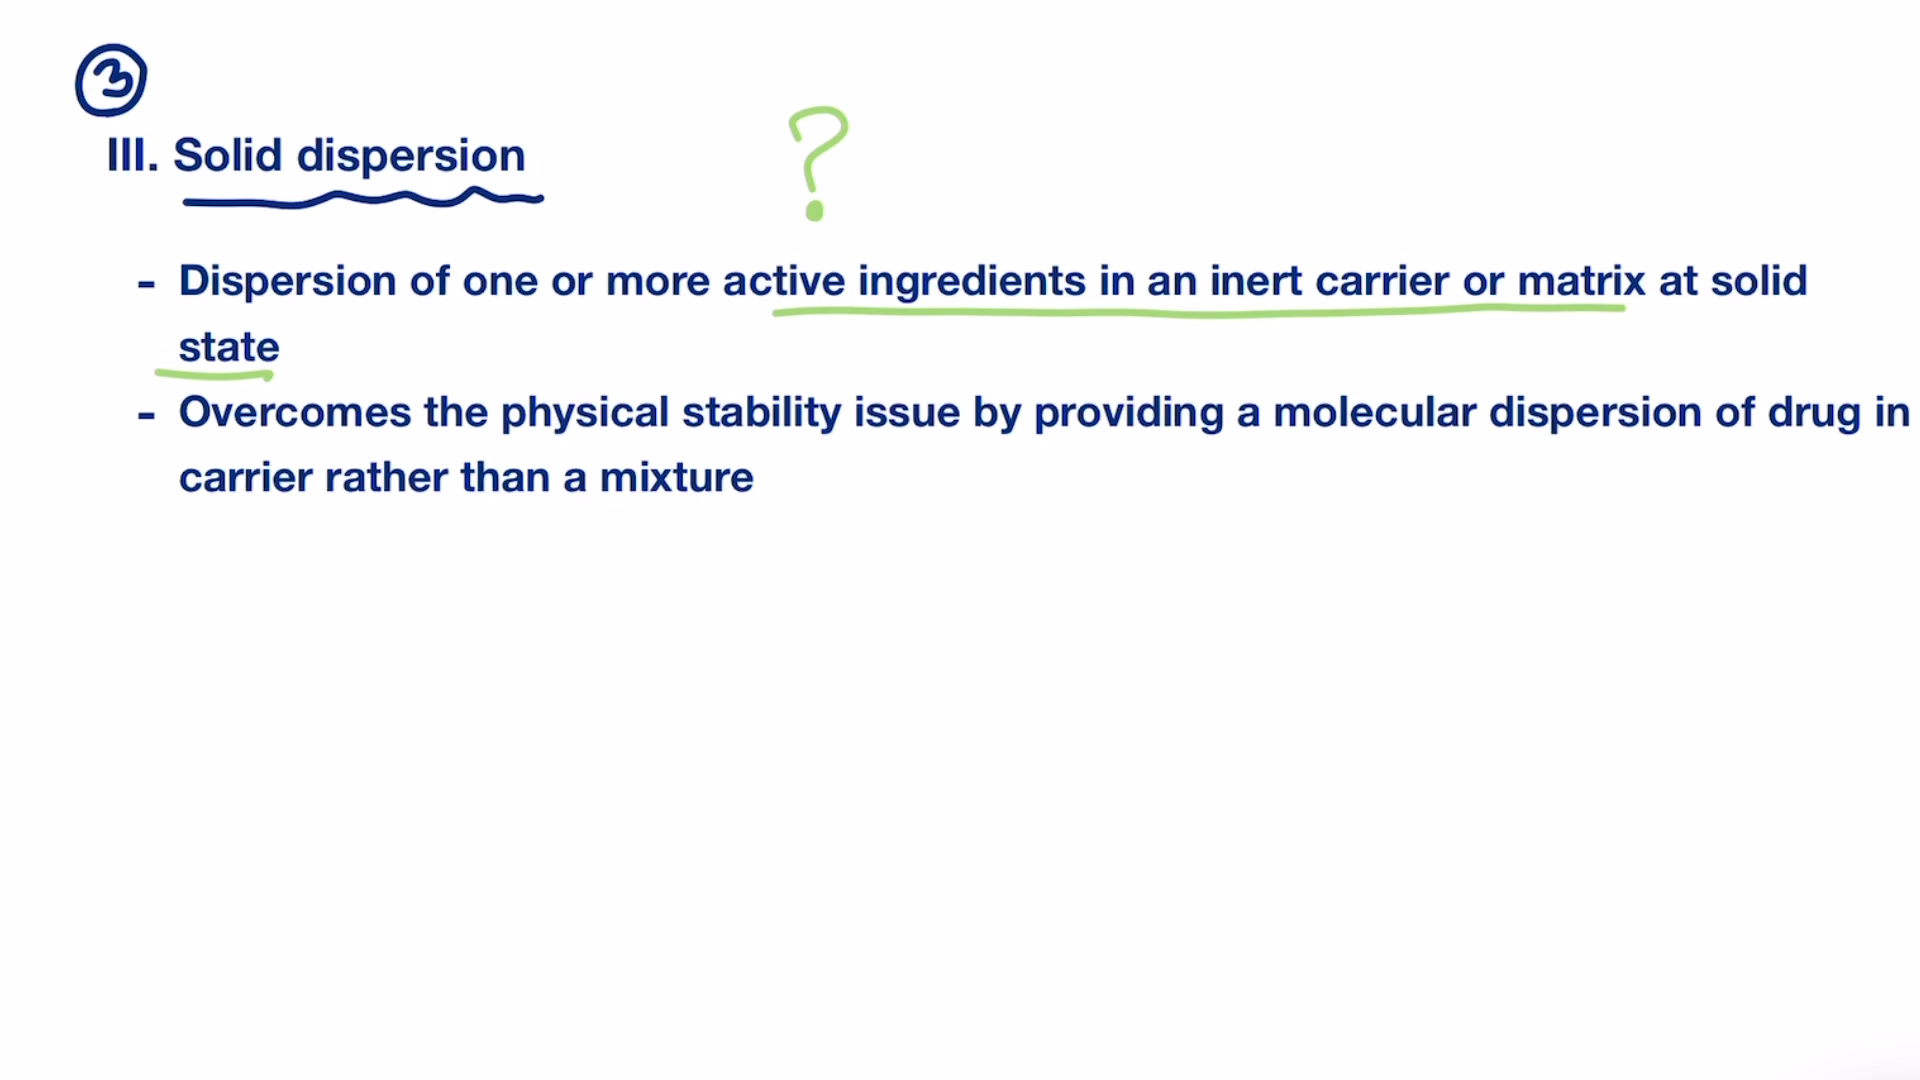 3
III. Solid dispersion
?
- Dispersion of one or more active ingredients in an inert carrier or matrix at solid
state
- Overcomes the physical stability issue by providing a molecular dispersion of drug in
carrier rather than a mixture